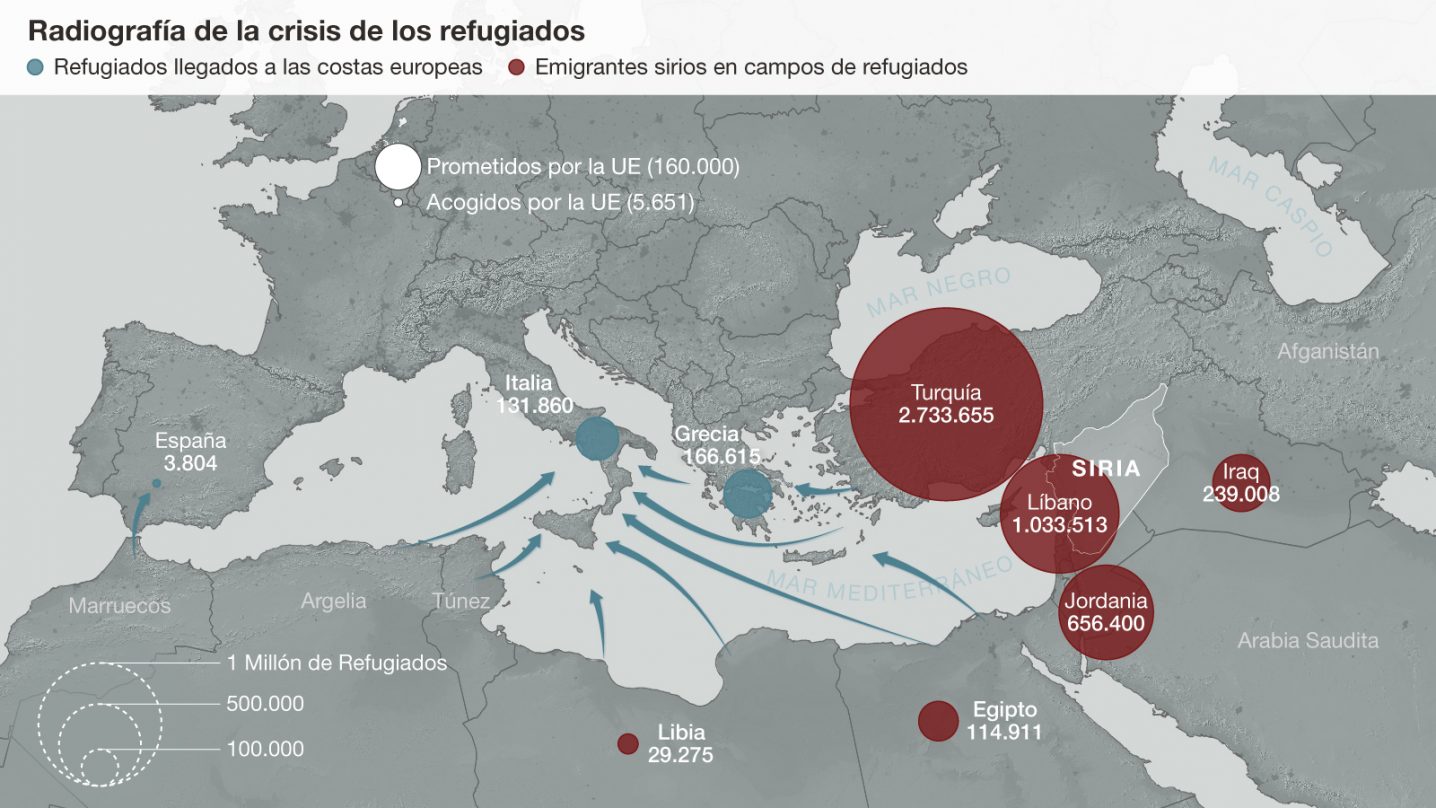 Radiografía de la crisis de los refugiados
Refugiados llegados a las costas europeas
Emigrantes sirios en campos de refugiados
Prometidos por la UE (160.000)
Acogidos por la UE (5.651)
MAR CASPIO
MAR NEGRO
Afganistán
Italia
131.860
Turquía
2.733.655
España
3.804
Grecia
166.615
SIRIA
Iraq
239.008
Líbano
1.033.513
MAR MEDITERRÁNEO
Marruecos
Argelia
Túnez
Jordania
656.400
Arabia Saudita
1 Millón de Refugiados
500.000
100.000
Libia
29.275
Egipto
114.911